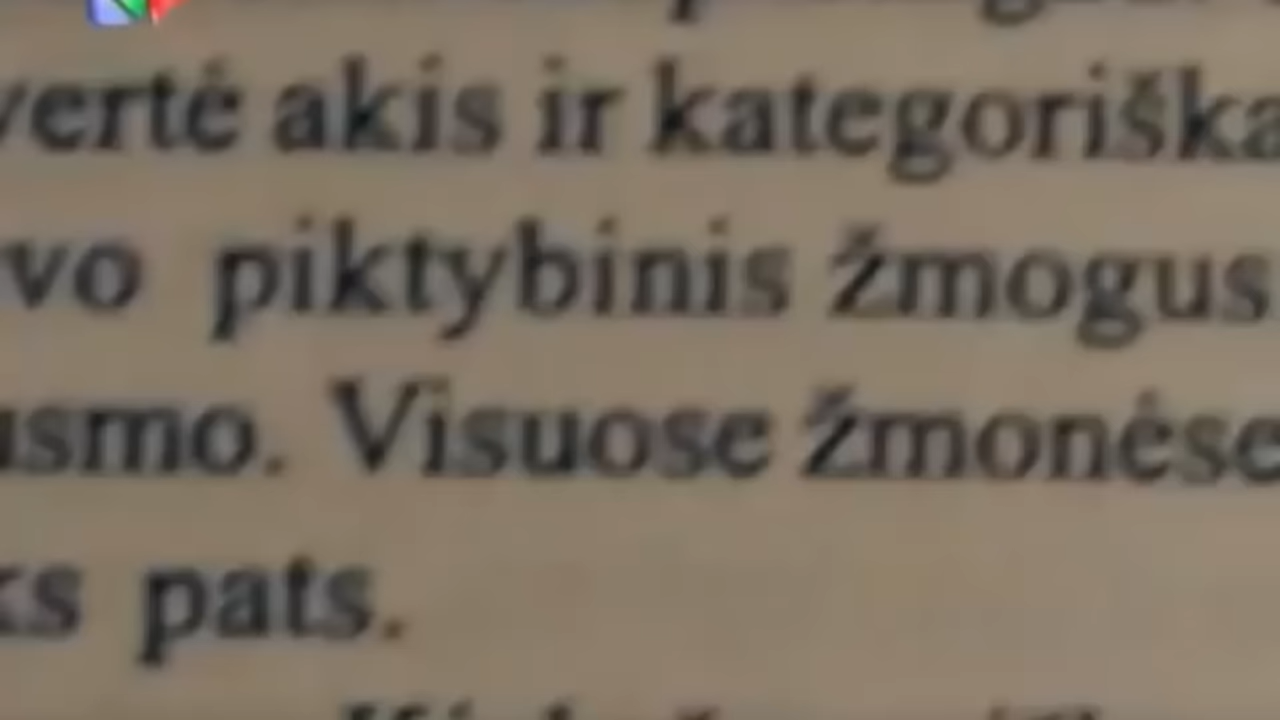 vertė akis ir kategoriška
vo piktybinis žmogus
usmo. Visuose žmonėse
ks pats.